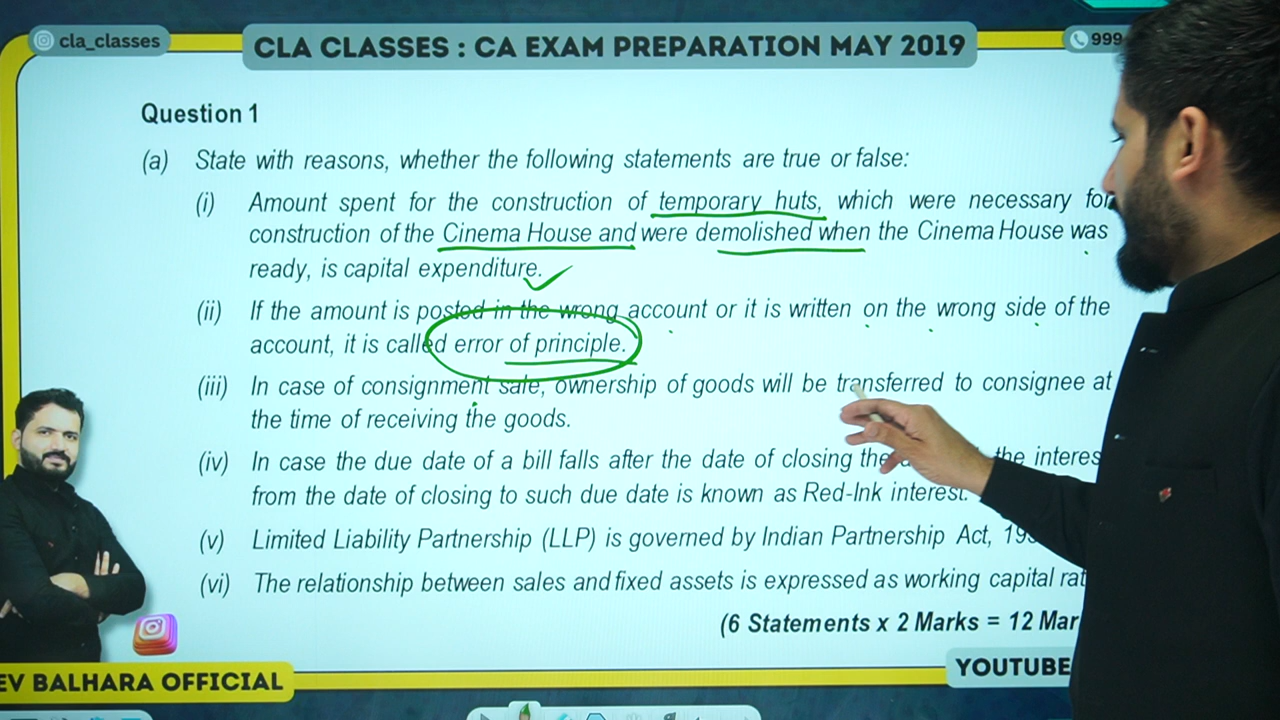 cla_classes
CLA CLASSES : CA EXAM PREPARATION MAY 2019
999
Question 1
(a) State with reasons, whether the following statements are true or false:
(i) Amount spent for the construction of temporary huts, which were necessary for
construction of the Cinema House and were demolished when the Cinema House was
ready, is capital expenditure.
(ii) If the amount is posted in the wrong account or it is written on the wrong side of the
account, it is called error of principle.
(iii) In case of consignment sale, ownership of goods will be transferred to consignee at
the time of receiving the goods.
(iv) In case the due date of a bill falls after the date of closing the the interes
from the date of closing to such due date is known as Red-Ink interest.
(v) Limited Liability Partnership (LLP) is governed by Indian Partnership Act, 19
(vi) The relationship between sales and fixed assets is expressed as working capital rat
(6 Statements x 2 Marks = 12 Mar
EV BALHARA OFFICIAL
YOUTUBE